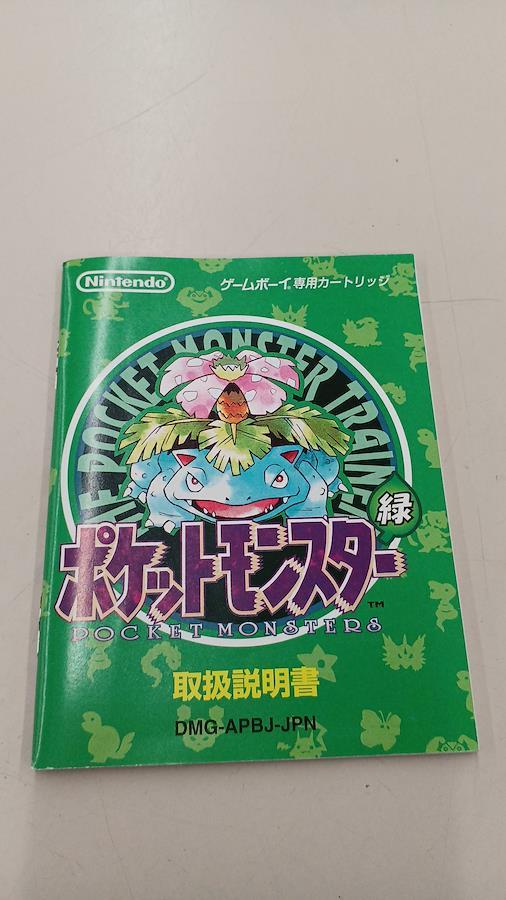 Nintendo
ゲームボーイ専用カートリッジ
THE POCKET MONSTER TRAINER
緑
ポケットモンスター
TM
POCKET MONSTERS
取扱説明書
DMG-APBJ-JPN